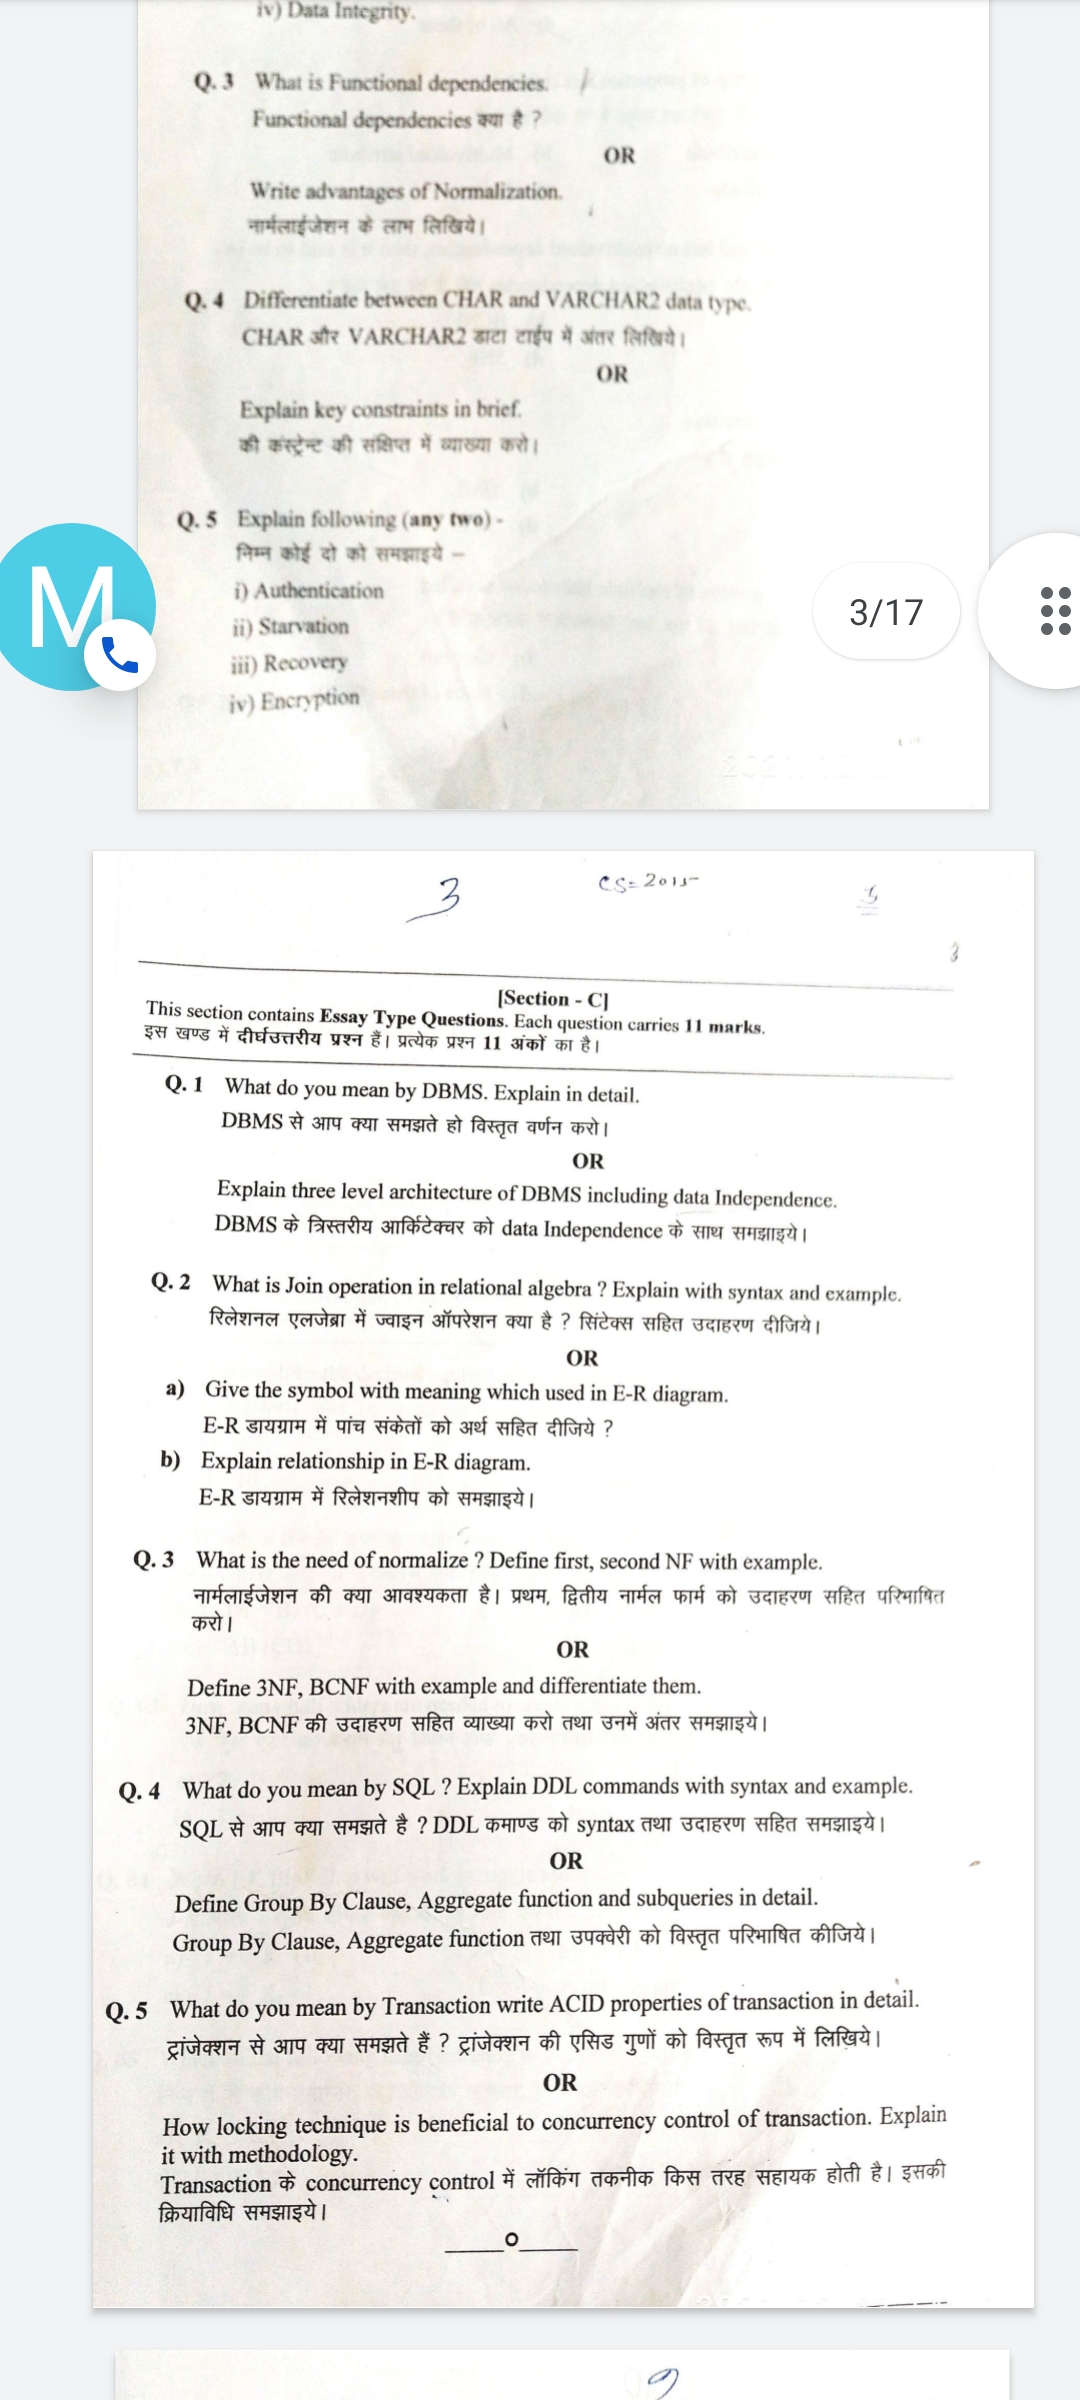 iv) Data Integrity.
Q. 3 What is Functional dependencies.
Functional dependencies क्या है ?
OR
Write advantages of Normalization.
नार्मलाईजेशन के लाभ लिखिये।
Q. 4 Differentiate between CHAR and VARCHAR2 data type.
CHAR और VARCHAR2 डाटा टाईप में अंतर लिखिये।
OR
Explain key constraints in brief.
की कंस्ट्रेन्ट की संक्षिप्त में व्याख्या करो।
Q. 5 Explain following (any two) -
निम्न कोई दो को समझाइये –
i) Authentication
ii) Starvation
iii) Recovery
iv) Encryption
M
3/17
3
CS= 2015
3
[Section - C]
This section contains Essay Type Questions. Each question carries 11 marks.
इस खण्ड में दीर्घउत्तरीय प्रश्न हैं। प्रत्येक प्रश्न 11 अंकों का है।
Q. 1 What do you mean by DBMS. Explain in detail.
DBMS से आप क्या समझते हो विस्तृत वर्णन करो।
OR
Explain three level architecture of DBMS including data Independence.
DBMS के त्रिस्तरीय आर्किटेक्चर को data Independence के साथ समझाइये।
Q. 2 What is Join operation in relational algebra ? Explain with syntax and example.
रिलेशनल एलजेब्रा में ज्वाइन ऑपरेशन क्या है ? सिंटेक्स सहित उदाहरण दीजिये।
OR
a) Give the symbol with meaning which used in E-R diagram.
E-R डायग्राम में पांच संकेतों को अर्थ सहित दीजिये ?
b) Explain relationship in E-R diagram.
E-R डायग्राम में रिलेशनशीप को समझाइये।
Q. 3 What is the need of normalize ? Define first, second NF with example.
नार्मलाईजेशन की क्या आवश्यकता है। प्रथम, द्वितीय नार्मल फार्म को उदाहरण सहित परिभाषित
करो।
OR
Define 3NF, BCNF with example and differentiate them.
3NF, BCNF की उदाहरण सहित व्याख्या करो तथा उनमें अंतर समझाइये।
Q. 4 What do you mean by SQL ? Explain DDL commands with syntax and example.
SQL से आप क्या समझते है ? DDL कमाण्ड को syntax तथा उदाहरण सहित समझाइये।
OR
Define Group By Clause, Aggregate function and subqueries in detail.
Group By Clause, Aggregate function तथा उपक्वेरी को विस्तृत परिभाषित कीजिये।
Q. 5 What do you mean by Transaction write ACID properties of transaction in detail.
ट्रांजेक्शन से आप क्या समझते हैं ? ट्रांजेक्शन की एसिड गुणों को विस्तृत रूप में लिखिये।
OR
How locking technique is beneficial to concurrency control of transaction. Explain
it with methodology.
Transaction के concurrency control में लॉकिंग तकनीक किस तरह सहायक होती है। इसकी
क्रियाविधि समझाइये।